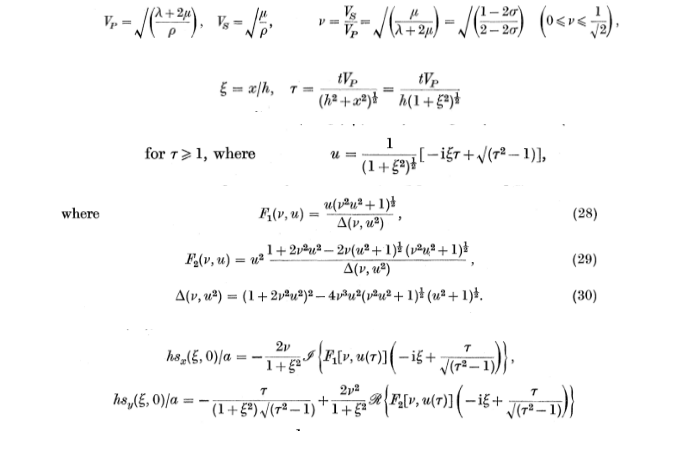 V_P = √((λ+2μ)/ρ), V_S = √(μ/ρ), ν = V_S/V_P = √(μ/(λ+2μ)) = √((1−2σ)/(2−2σ)) (0 ⩽ ν ⩽ 1/√2),
ξ = x/h, τ = tV_P/(h²+x²)^½ = tV_P/(h(1+ξ²)^½)
for τ ⩾ 1, where u = 1/(1+ξ²)^½ [−iξτ + √(τ²−1)],
where F₁(ν, u) = u(ν²u²+1)^½/Δ(ν, u²), (28)
F₂(ν, u) = u² (1+2ν²u²−2ν(u²+1)^½ (ν²u²+1)^½)/Δ(ν, u²), (29)
Δ(ν, u²) = (1+2ν²u²)²−4ν³u²(ν²u²+1)^½ (u²+1)^½. (30)
hs_x(ξ, 0)/a = −2ν/(1+ξ²) ℐ{F₁[ν, u(τ)](−iξ + τ/√(τ²−1))},
hs_y(ξ, 0)/a = −τ/((1+ξ²)√(τ²−1)) + 2ν²/(1+ξ²) ℛ{F₂[ν, u(τ)](−iξ + τ/√(τ²−1))}